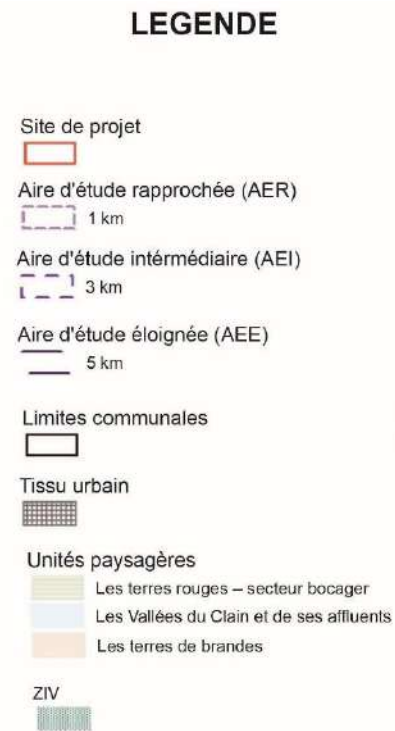 LEGENDE
Site de projet
Aire d'étude rapprochée (AER)
1 km
Aire d'étude intérmédiaire (AEI)
3 km
Aire d'étude éloignée (AEE)
5 km
Limites communales
Tissu urbain
Unités paysagères
Les terres rouges – secteur bocager
Les Vallées du Clain et de ses affluents
Les terres de brandes
ZIV